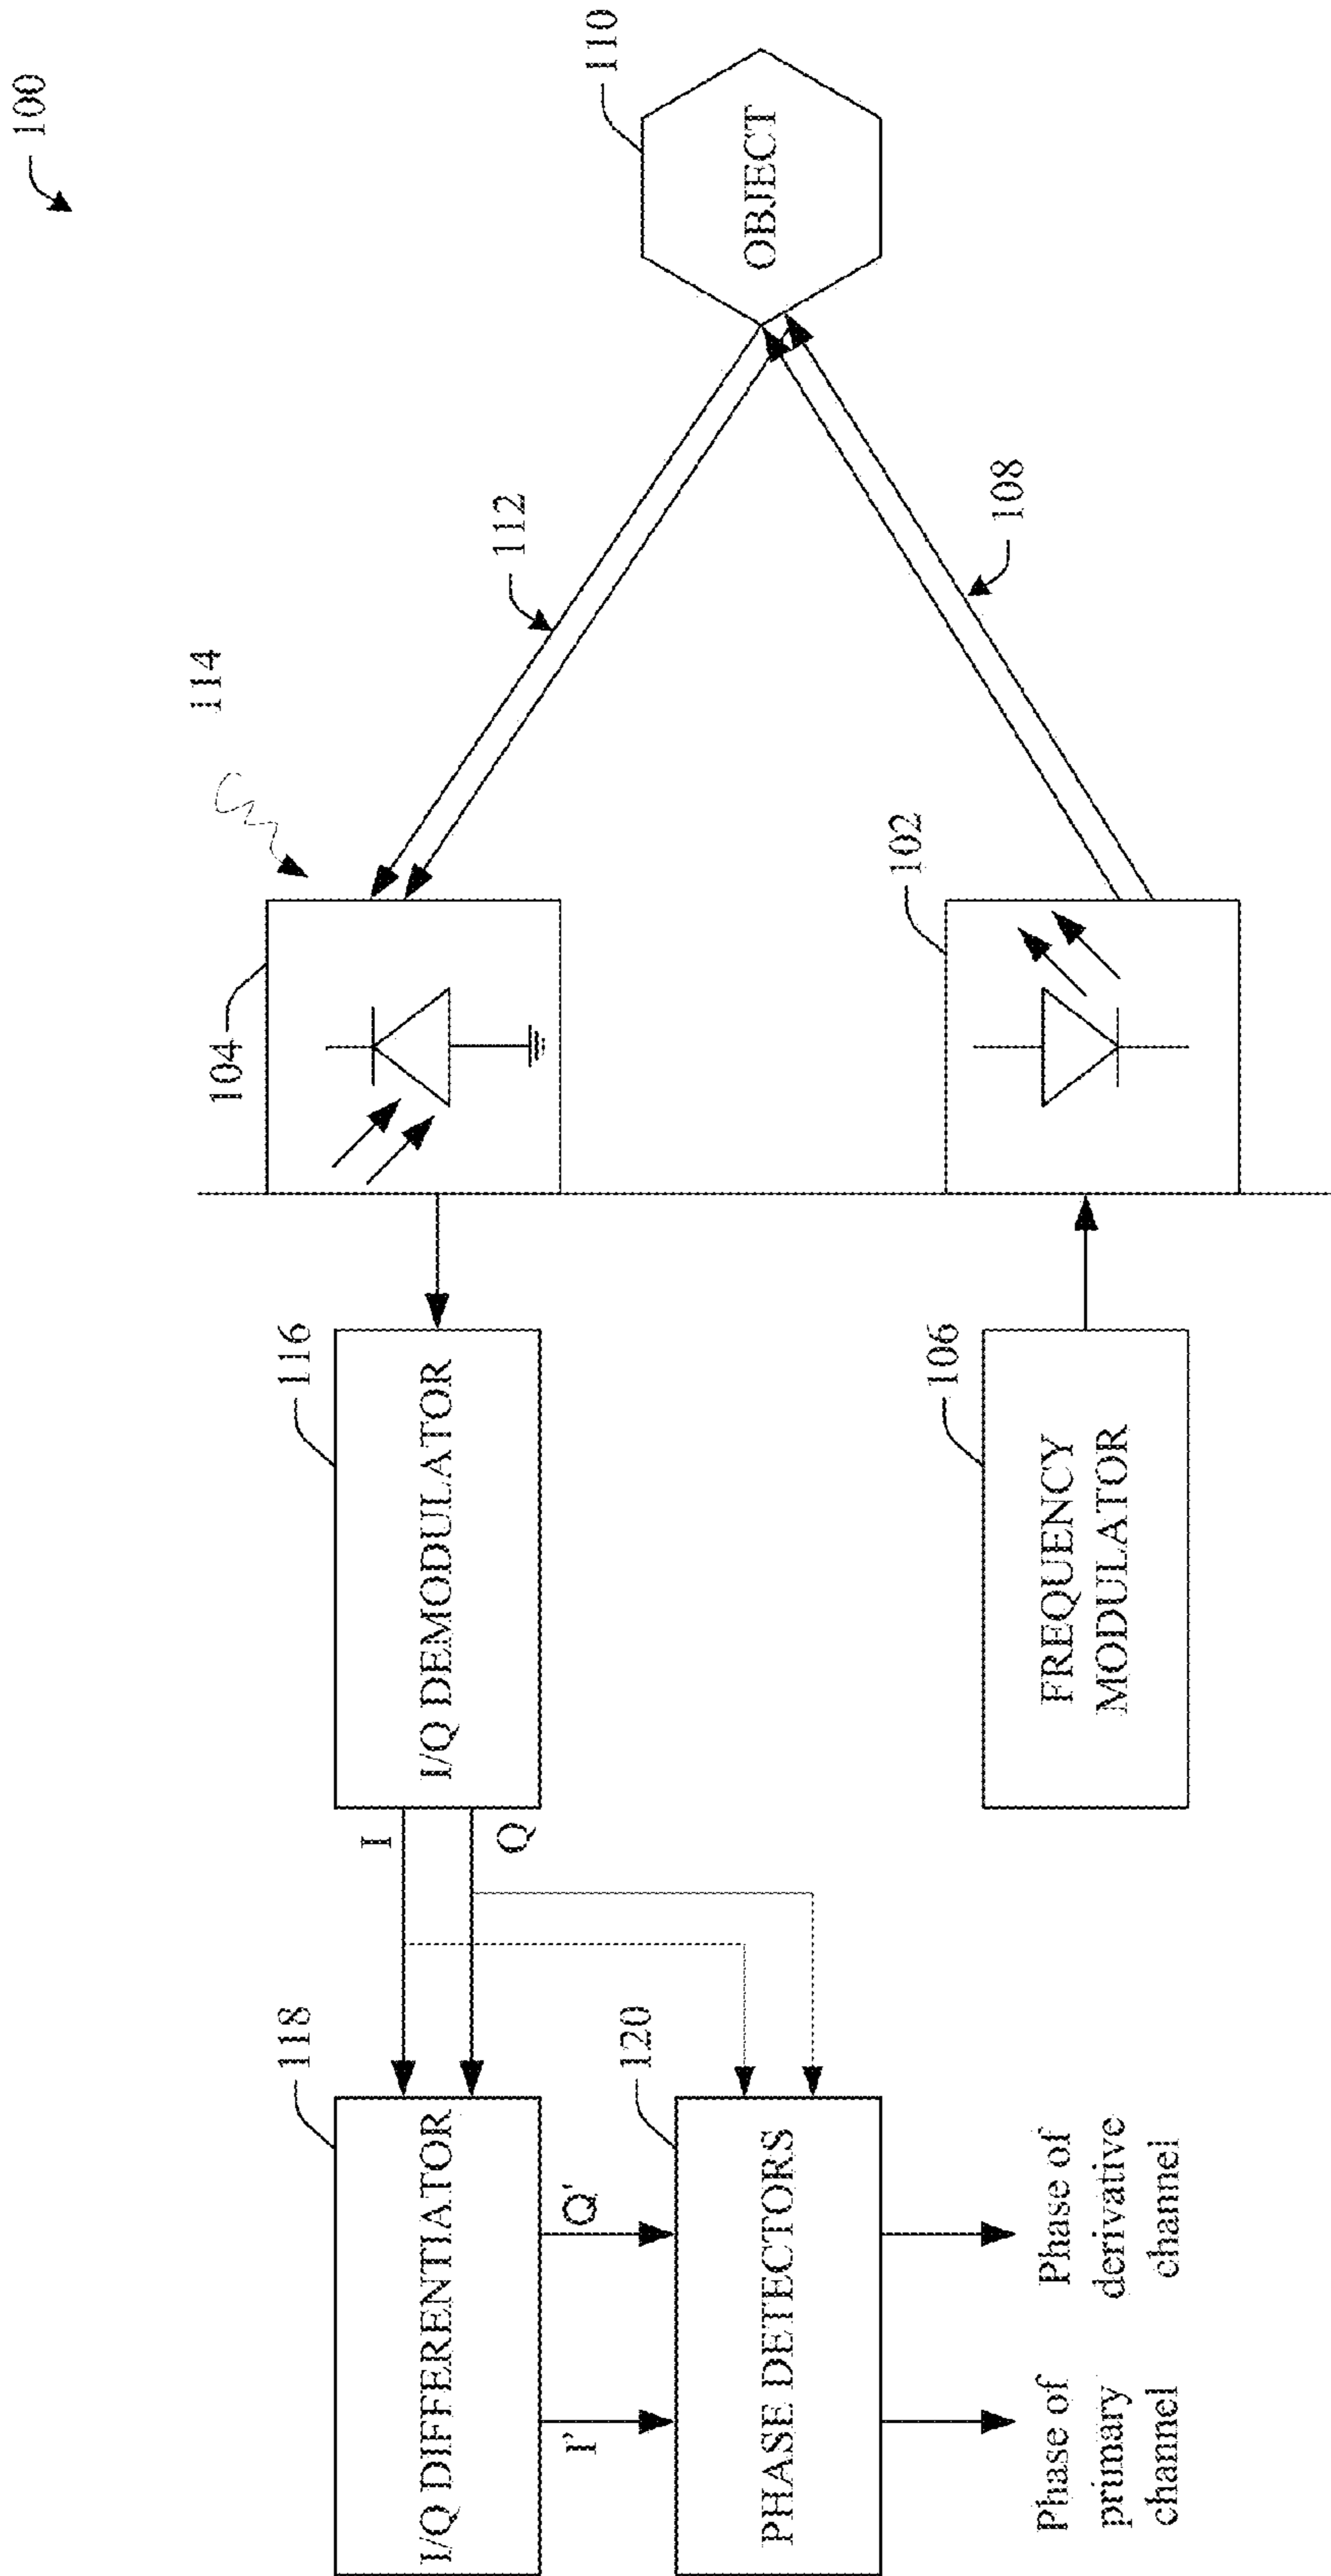 100
110
OBJECT
112
108
114
104
102
116
I/Q DEMODULATOR
106
FREQUENCY
MODULATOR
I
Q
118
I/Q DIFFERENTIATOR
120
Q'
I'
PHASE DETECTORS
Phase of
primary
channel
Phase of
derivative
channel